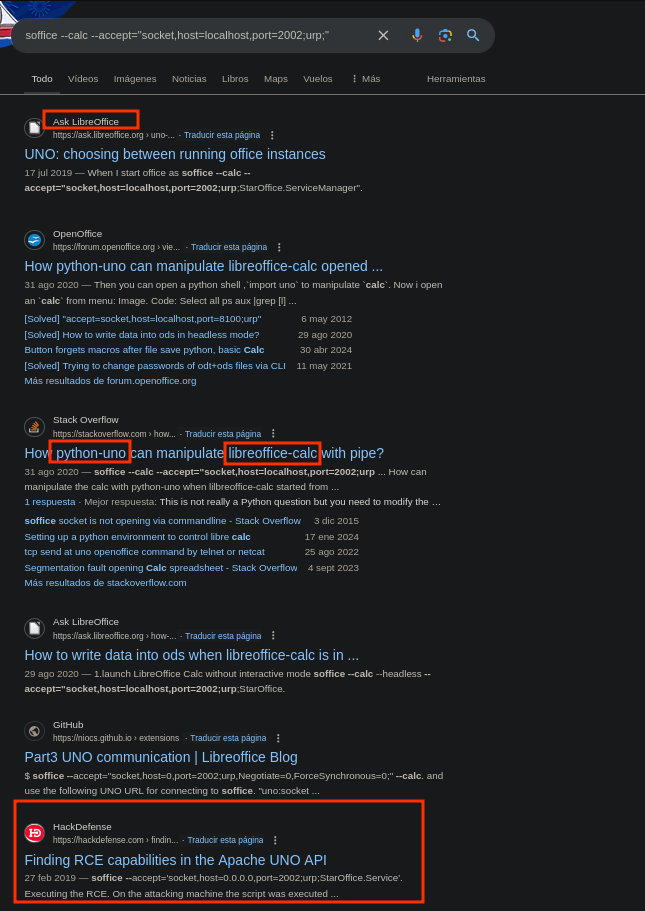 soffice --calc --accept="socket,host=localhost,port=2002;urp;"
Todo Vídeos Imágenes Noticias Libros Maps Vuelos Más Herramientas
Ask LibreOffice
https://ask.libreoffice.org › uno-... · Traducir esta página
UNO: choosing between running office instances
17 jul 2019 — When I start office as soffice --calc --
accept="socket,host=localhost,port=2002;urp;StarOffice.ServiceManager".
OpenOffice
https://forum.openoffice.org › vie... · Traducir esta página
How python-uno can manipulate libreoffice-calc opened ...
31 ago 2020 — Then you can open a python shell ,`import uno` to manipulate `calc`. Now i open
an `calc` from menu: Image. Code: Select all ps aux |grep [l] ...
[Solved] "accept=socket,host=localhost,port=8100;urp" 6 may 2012
[Solved] How to write data into ods in headless mode? 29 ago 2020
Button forgets macros after file save python, basic Calc 30 abr 2024
[Solved] Trying to change passwords of odt+ods files via CLI 11 may 2021
Más resultados de forum.openoffice.org
Stack Overflow
https://stackoverflow.com › how... · Traducir esta página
How python-uno can manipulate libreoffice-calc with pipe?
31 ago 2020 — soffice --calc --accept="socket,host=localhost,port=2002;urp ... How can
manipulate the calc with python-uno when lilbreoffice-calc started from ...
1 respuesta · Mejor respuesta: This is not really a Python question but you need to modify the ...
soffice socket is not opening via commandline - Stack Overflow 3 dic 2015
Setting up a python environment to control libre calc 17 ene 2024
tcp send at uno openoffice command by telnet or netcat 25 ago 2022
Segmentation fault opening Calc spreadsheet - Stack Overflow 4 sept 2023
Más resultados de stackoverflow.com
Ask LibreOffice
https://ask.libreoffice.org › how-... · Traducir esta página
How to write data into ods when libreoffice-calc is in ...
29 ago 2020 — 1.launch LibreOffice Calc without interactive mode soffice --calc --headless --
accept="socket,host=localhost,port=2002;urp;StarOffice.
GitHub
https://niocs.github.io › extensions · Traducir esta página
Part3 UNO communication | Libreoffice Blog
$ soffice --accept="socket,host=0,port=2002;urp,Negotiate=0,ForceSynchronous=0;" --calc. and
use the following UNO URL for connecting to soffice. "uno:socket ...
HackDefense
https://hackdefense.com › findin... · Traducir esta página
Finding RCE capabilities in the Apache UNO API
27 feb 2019 — soffice --accept='socket,host=0.0.0.0,port=2002;urp;StarOffice.Service'.
Executing the RCE. On the attacking machine the script was executed ...